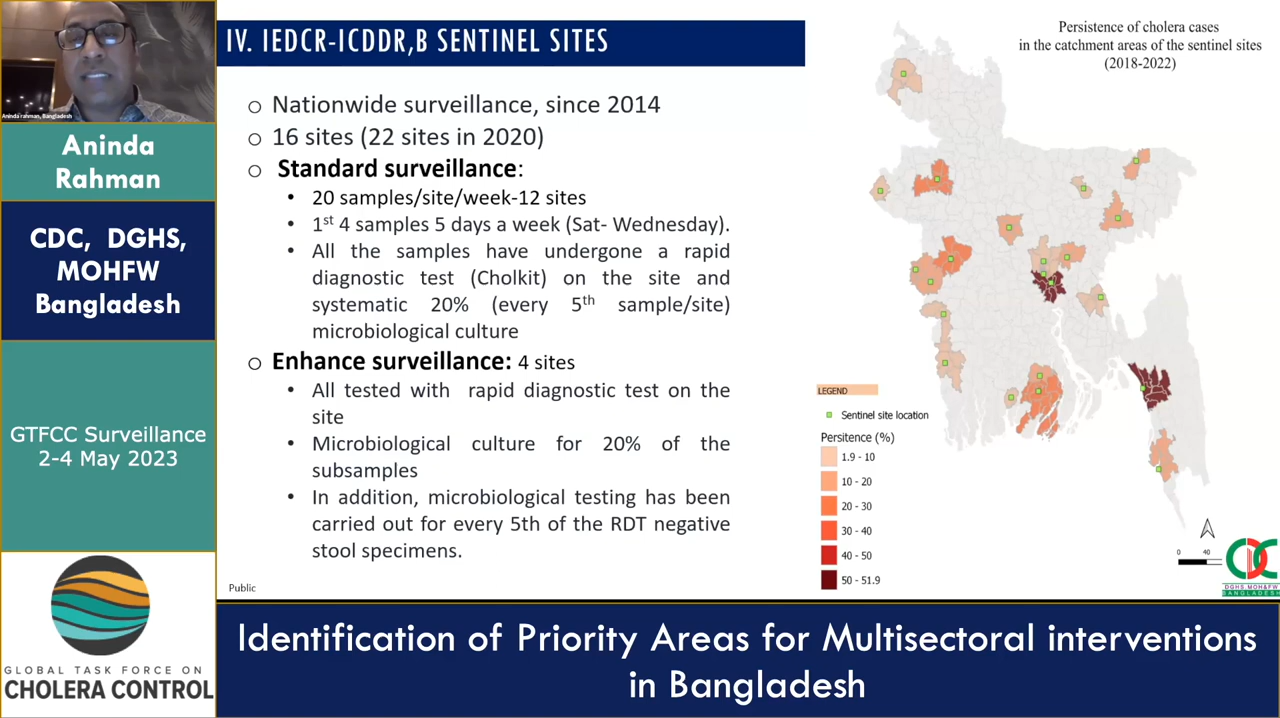 Aninda rahman, Bangladesh
Aninda
Rahman
CDC, DGHS,
MOHFW
Bangladesh
GTFCC Surveillance
2-4 May 2023
GLOBAL TASK FORCE ON
CHOLERA CONTROL
IV. IEDCR-ICDDR,B SENTINEL SITES
o Nationwide surveillance, since 2014
o 16 sites (22 sites in 2020)
o Standard surveillance:
• 20 samples/site/week-12 sites
• 1st 4 samples 5 days a week (Sat- Wednesday).
• All the samples have undergone a rapid
diagnostic test (Cholkit) on the site and
systematic 20% (every 5th sample/site)
microbiological culture
o Enhance surveillance: 4 sites
• All tested with rapid diagnostic test on the
site
• Microbiological culture for 20% of the
subsamples
• In addition, microbiological testing has been
carried out for every 5th of the RDT negative
stool specimens.
Public
Persistence of cholera cases
in the catchment areas of the sentinel sites
(2018-2022)
LEGEND
Sentinel site location
Persitence (%)
1.9 - 10
10 - 20
20 - 30
30 - 40
40 - 50
50 - 51.9
0 40
CDC
DGHS, MOH&FW
BANGLADESH
Identification of Priority Areas for Multisectoral interventions
in Bangladesh